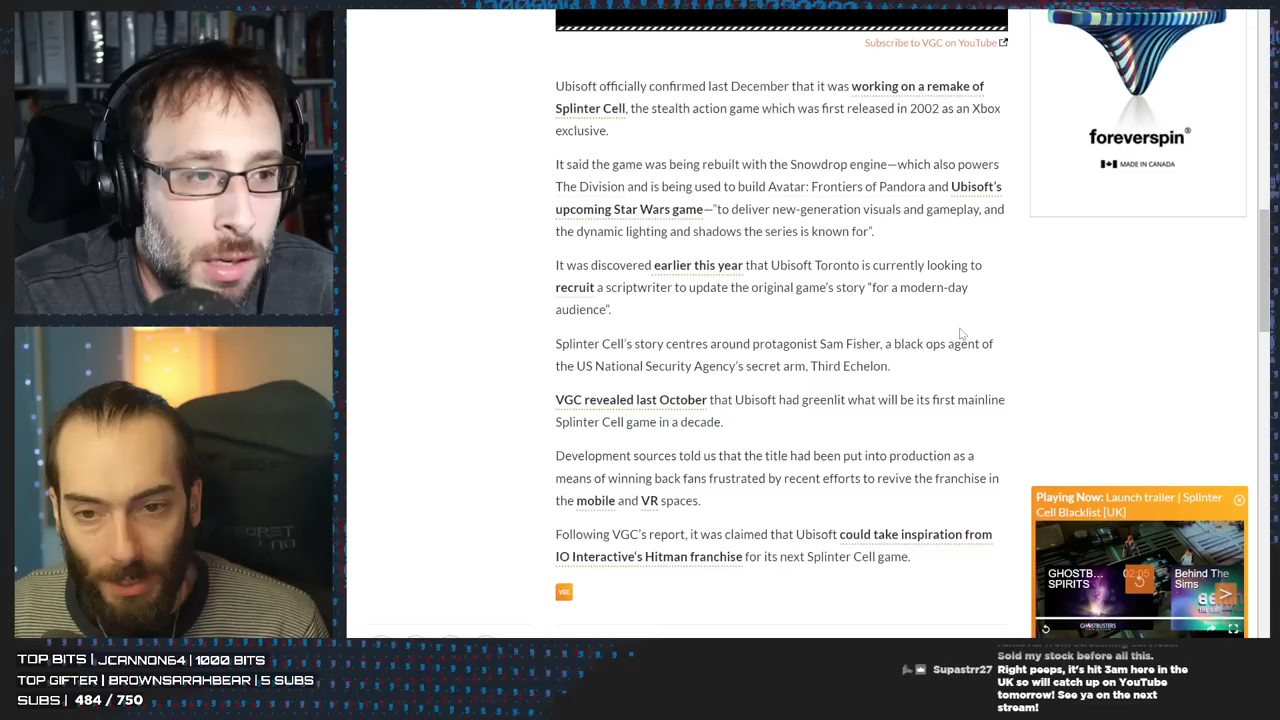 Subscribe to VGC on YouTube
Ubisoft officially confirmed last December that it was working on a remake of
Splinter Cell, the stealth action game which was first released in 2002 as an Xbox
exclusive.
It said the game was being rebuilt with the Snowdrop engine—which also powers
The Division and is being used to build Avatar: Frontiers of Pandora and Ubisoft's
upcoming Star Wars game—"to deliver new-generation visuals and gameplay, and
the dynamic lighting and shadows the series is known for".
It was discovered earlier this year that Ubisoft Toronto is currently looking to
recruit a scriptwriter to update the original game's story "for a modern-day
audience".
Splinter Cell's story centres around protagonist Sam Fisher, a black ops agent of
the US National Security Agency's secret arm, Third Echelon.
VGC revealed last October that Ubisoft had greenlit what will be its first mainline
Splinter Cell game in a decade.
Development sources told us that the title had been put into production as a
means of winning back fans frustrated by recent efforts to revive the franchise in
the mobile and VR spaces.
Following VGC's report, it was claimed that Ubisoft could take inspiration from
IO Interactive's Hitman franchise for its next Splinter Cell game.
VGC
foreverspin®
MADE IN CANADA
Playing Now: Launch trailer | Splinter
Cell Blacklist [UK]
GHOSTB...
SPIRITS
02:05
Behind The
Sims
GHOSTBUSTERS
TOP BITS | JCANNON64 | 1000 BITS
TOP GIFTER | BROWNSARAHBEAR | 5 SUBS
SUBS | 484 / 750
Sold my stock before all this.
Supastrr27 Right peeps, it's hit 3am here in the
UK so will catch up on YouTube
tomorrow! See ya on the next
stream!